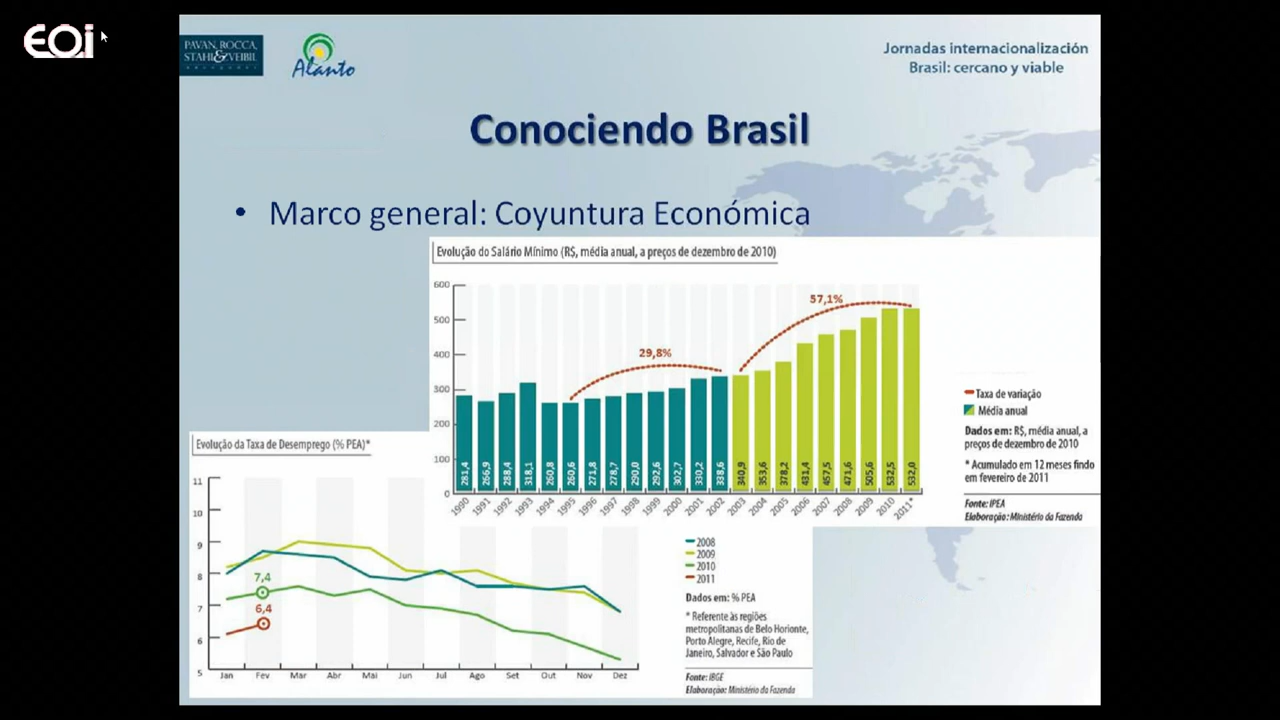 EOi
PAVAN, ROCCA,
STAHL & VEIBIL
Alanto
Jornadas internacionalización
Brasil: cercano y viable
Conociendo Brasil
• Marco general: Coyuntura Económica
Evolução do Salário Mínimo (R$, média anual, a preços de dezembro de 2010)
600
500
400
300
200
100
0
29,8%
57,1%
281,4 266,9 288,4 318,1 260,8 260,6 271,8 278,7 290,0 292,6 302,7 330,2 338,6 340,9 353,6 378,2 431,4 457,5 471,6 505,6 532,5 532,0
1990 1991 1992 1993 1994 1995 1996 1997 1998 1999 2000 2001 2002 2003 2004 2005 2006 2007 2008 2009 2010 2011*
Taxa de variação
Média anual
Dados em: R$, média anual, a
preços de dezembro de 2010
* Acumulado em 12 meses findo
em fevereiro de 2011
Fonte: IPEA
Elaboração: Ministério da Fazenda
Evolução da Taxa de Desemprego (% PEA)*
11
10
9
8
7
6
5
7,4
6,4
Jan Fev Mar Abr Mai Jun Jul Ago Set Out Nov Dez
2008
2009
2010
2011
Dados em: % PEA
* Referente às regiões
metropolitanas de Belo Horionte,
Porto Alegre, Recife, Rio de
Janeiro, Salvador e São Paulo
Fonte: IBGE
Elaboração: Ministério da Fazenda